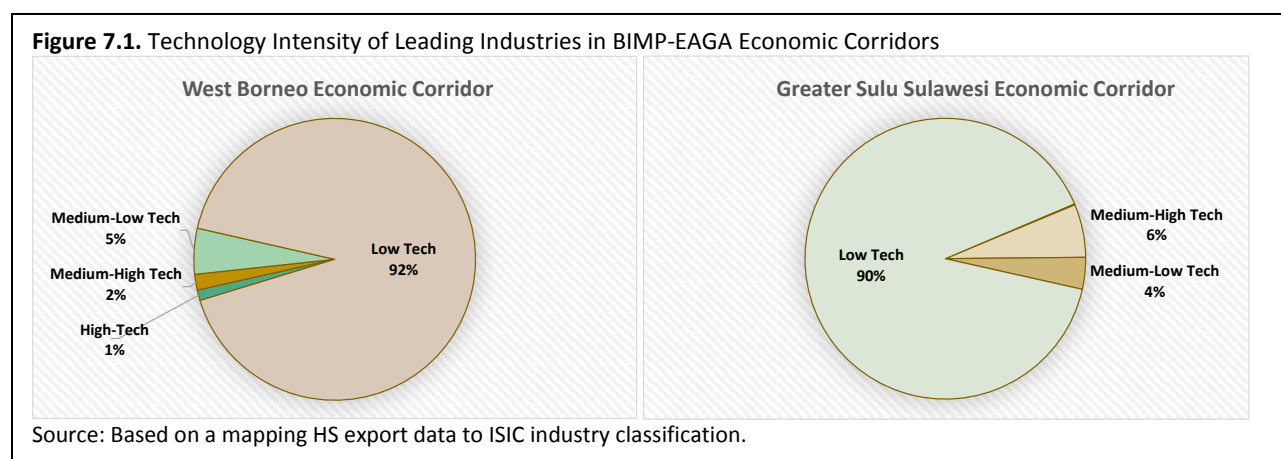 Figure 7.1. Technology Intensity of Leading Industries in BIMP-EAGA Economic Corridors
West Borneo Economic Corridor
Medium-Low Tech
5%
Medium-High Tech
2%
High-Tech
1%
Low Tech
92%
Greater Sulu Sulawesi Economic Corridor
Low Tech
90%
Medium-High Tech
6%
Medium-Low Tech
4%
Source: Based on a mapping HS export data to ISIC industry classification.